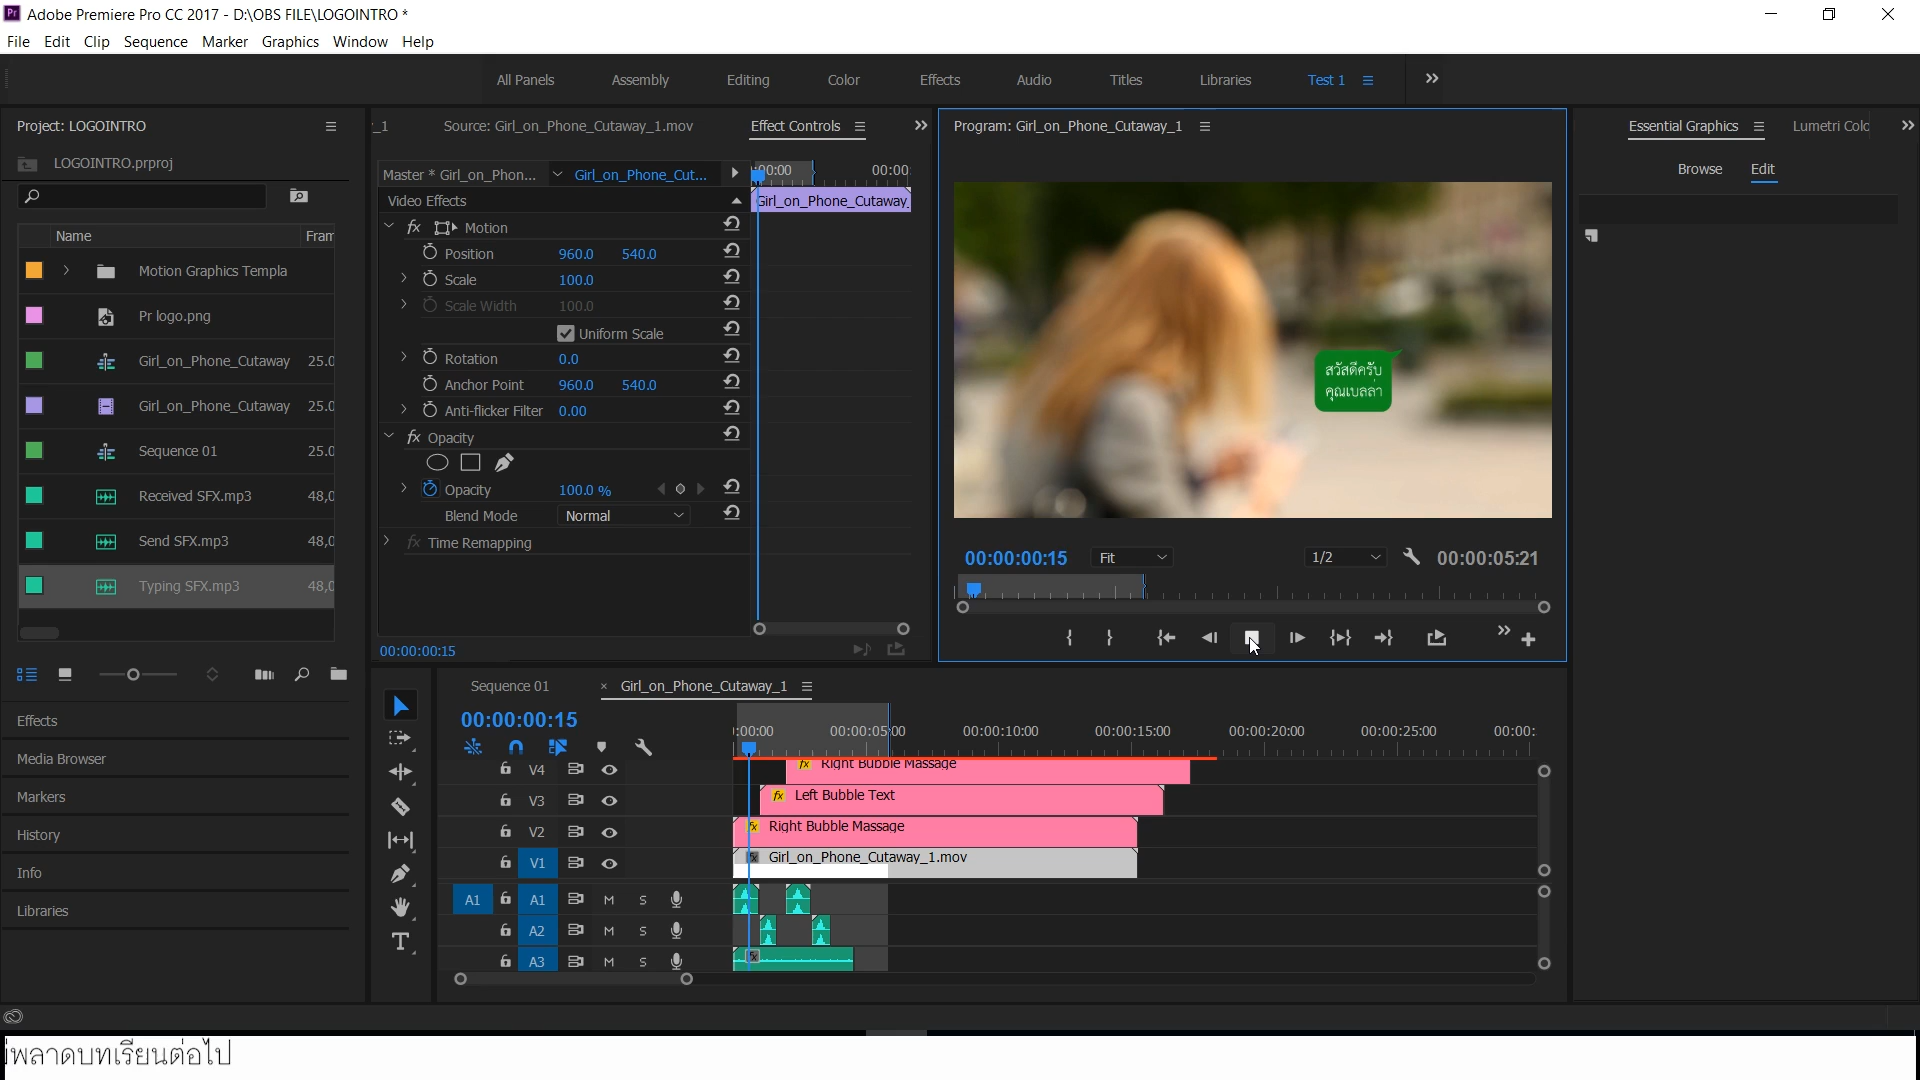 Adobe Premiere Pro CC 2017 - D:\OBS FILE\LOGOINTRO *
File Edit Clip Sequence Marker Graphics Window Help
All Panels Assembly Editing Color Effects Audio Titles Libraries Test 1
Project: LOGOINTRO
_1 Source: Girl_on_Phone_Cutaway_1.mov Effect Controls
Program: Girl_on_Phone_Cutaway_1
Essential Graphics Lumetri Colo
LOGOINTRO.prproj
Browse Edit
Master * Girl_on_Phon... Girl_on_Phone_Cut...
:00:00 00:00:
Video Effects
Girl_on_Phone_Cutaway_
Name Fram
Motion
Position 960.0 540.0
Scale 100.0
Scale Width 100.0
Uniform Scale
Rotation 0.0
Anchor Point 960.0 540.0
Anti-flicker Filter 0.00
Opacity
Opacity 100.0 %
Blend Mode Normal
Time Remapping
00:00:00:15
Motion Graphics Templa
Pr logo.png
Girl_on_Phone_Cutaway 25.0
Girl_on_Phone_Cutaway 25.0
Sequence 01 25.0
Received SFX.mp3 48,0
Send SFX.mp3 48,0
Typing SFX.mp3 48,0
สวัสดีครับ
คุณเบลล่า
00:00:00:15 Fit 1/2 00:00:05:21
Effects
Media Browser
Markers
History
Info
Libraries
Sequence 01 × Girl_on_Phone_Cutaway_1
00:00:00:15
:00:00 00:00:05:00 00:00:10:00 00:00:15:00 00:00:20:00 00:00:25:00 00:00:
V4 fx Right Bubble Massage
V3 fx Left Bubble Text
V2 fx Right Bubble Massage
V1 fx Girl_on_Phone_Cutaway_1.mov
A1 A1 M S
A2 M S
A3 M S fx
พลาดบทเรียนต่อไป